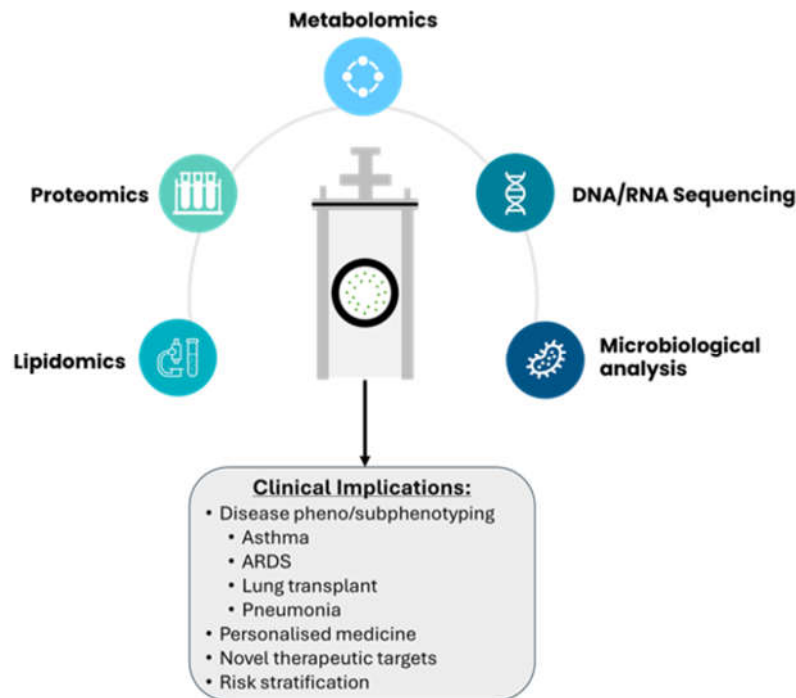 Metabolomics
Proteomics
DNA/RNA Sequencing
Lipidomics
Microbiological
analysis
Clinical Implications:
• Disease pheno/subphenotyping
• Asthma
• ARDS
• Lung transplant
• Pneumonia
• Personalised medicine
• Novel therapeutic targets
• Risk stratification